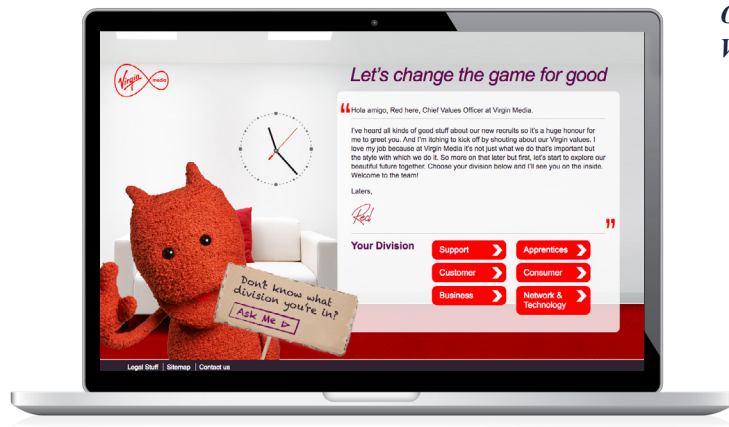 Virgin media
Let's change the game for good
“
Hola amigo, Red here, Chief Values Officer at Virgin Media.
I've heard all kinds of good stuff about our new recruits so it's a huge honour for
me to greet you. And I'm itching to kick off by shouting about our Virgin values. I
love my job because at Virgin Media it's not just what we do that's important but
the style with which we do it. So more on that later but first, let's start to explore our
beautiful future together. Choose your division below and I'll see you on the inside.
Welcome to the team!
Laters,
Red
”
Your Division
Support
Apprentices
Customer
Consumer
Business
Network &
Technology
Don't know what
division you're in?
Ask Me
Legal Stuff | Sitemap | Contact us